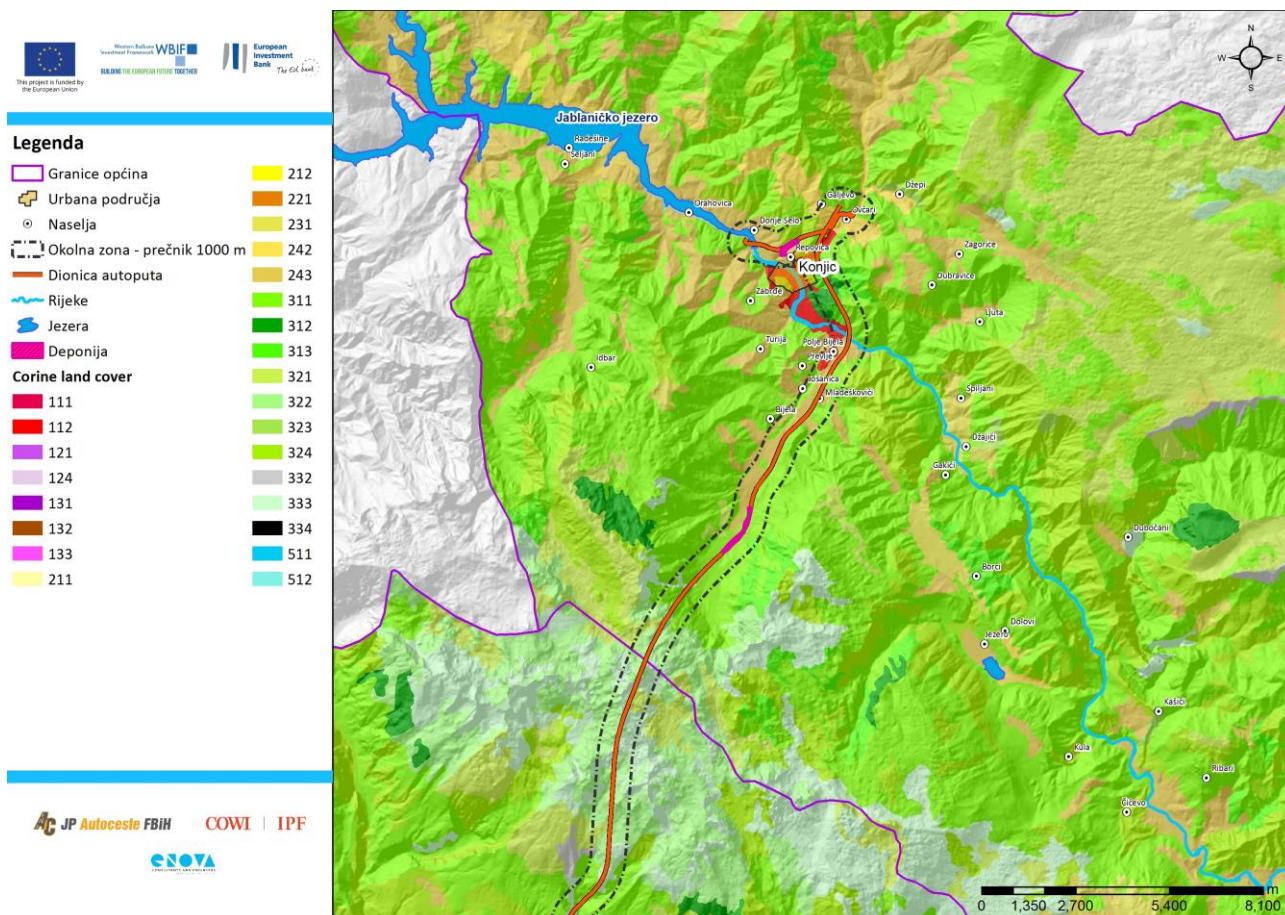 This project is funded by
the European Union
Western Balkans
Investment Framework
WBIF
BUILDING THE EUROPEAN FUTURE TOGETHER
European
Investment
Bank
The EU bank
Legenda
Granice općina
Urbana područja
Naselja
Okolna zona - prečnik 1000 m
Dionica autoputa
Rijeke
Jezera
Deponija
Corine land cover
111
112
121
124
131
132
133
211
212
221
231
242
243
311
312
313
321
322
323
324
332
333
334
511
512
JP Autoceste FBiH
COWI | IPF
ENOVA
N
W E
S
Jablaničko jezero
Radešine
Seljani
Orahovica
Donje Selo
Galjevo
Džepi
Ovčari
Repovica
Konjic
Zagorice
Dubravice
Zabrđe
Ljuta
Turija
Polje Bijela
Idbar
Prevlje
Mladeškovići
Spiljani
Bijela
Džajići
Gakići
Dubočani
Borci
Dolovi
Jezero
Kašići
Kula
Ribari
Čičevo
m
0 1,350 2,700 5,400 8,100